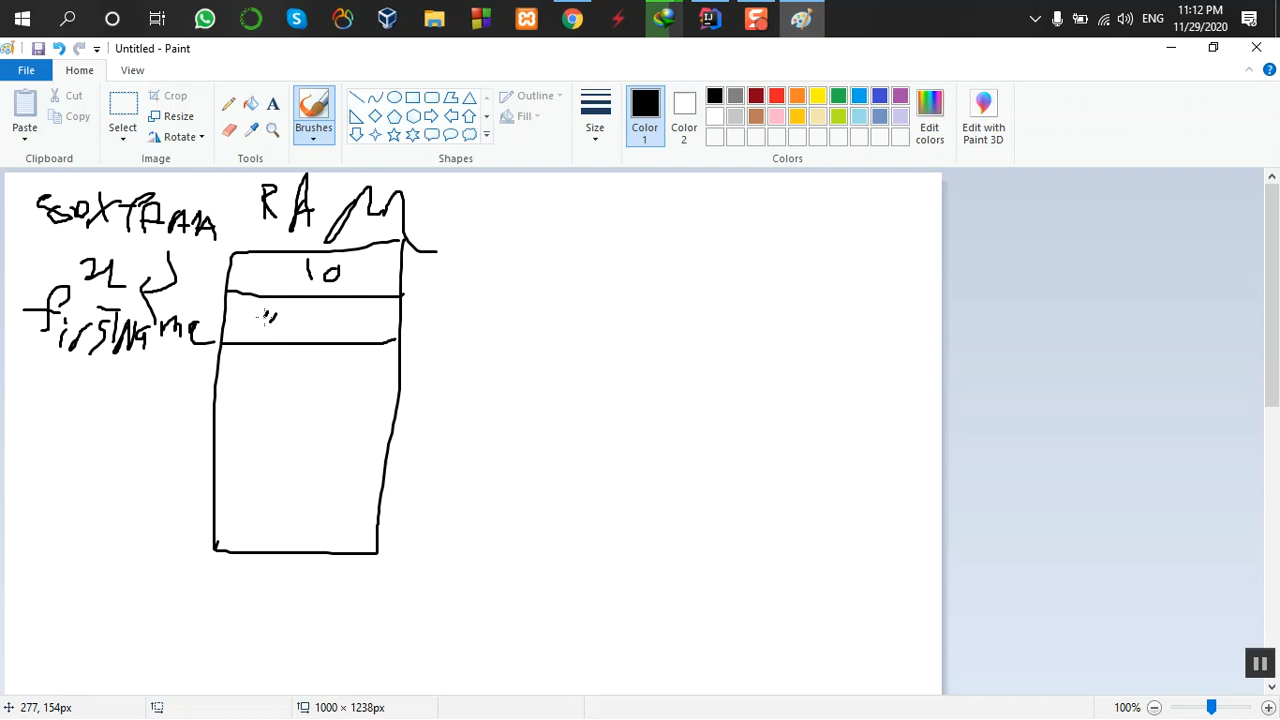 11:12 PM
ENG
11/29/2020
Untitled - Paint
File
Home
View
Paste
Cut
Copy
Clipboard
Select
Crop
Resize
Rotate
Image
Tools
Brushes
Shapes
Outline
Fill
Size
Color
1
Color
2
Colors
Edit
colors
Edit with
Paint 3D
RAM
10
firstName
"
277, 154px
1000 × 1238px
100%